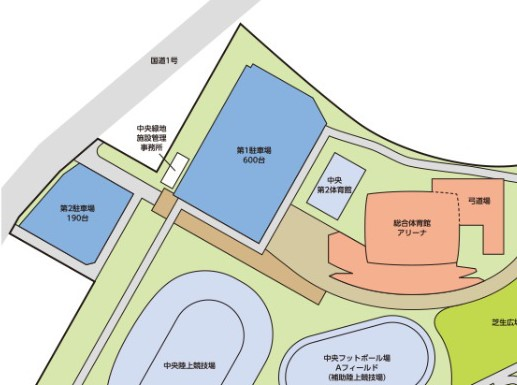 国道1号
中央緑地
施設管理
事務所
第1駐車場
600台
中央
第2体育館
弓道場
総合体育館
アリーナ
第2駐車場
190台
芝生広
中央陸上競技場
中央フットボール場
Aフィールド
(補助陸上競技場)